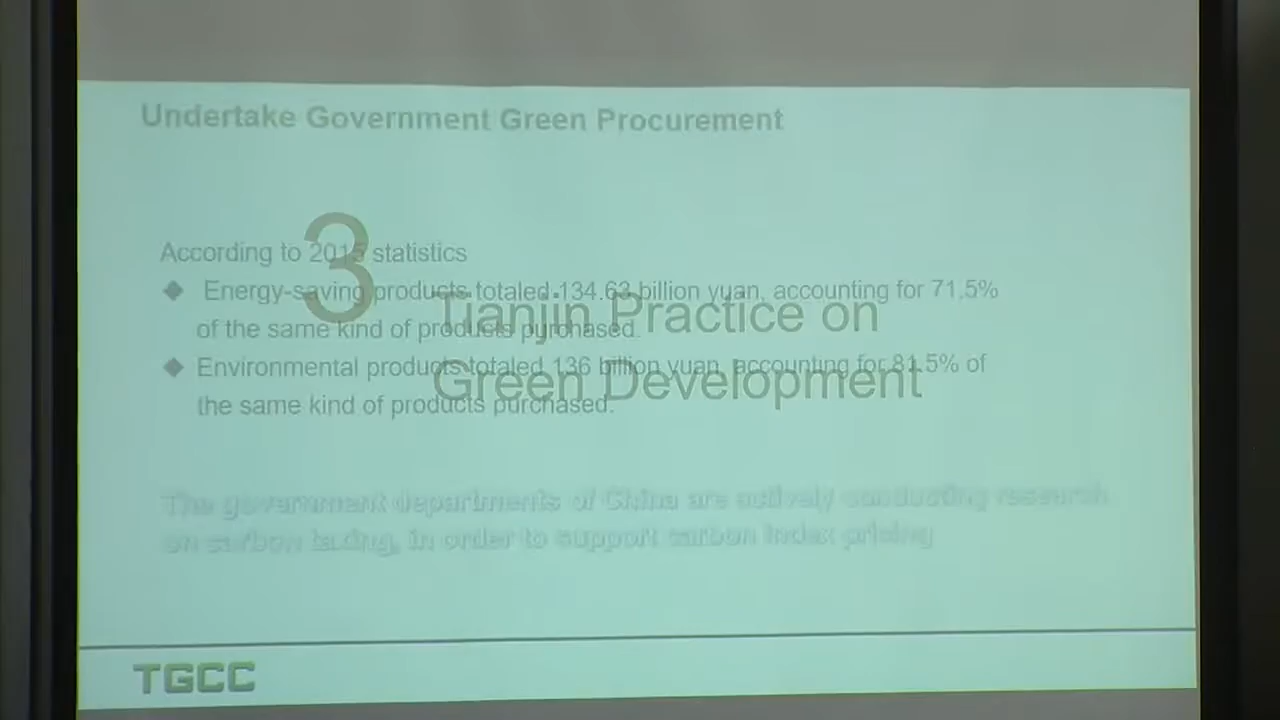 Undertake Government Green Procurement
According to 2015 statistics
3
◆ Energy-saving products totaled 134.63 billion yuan, accounting for 71.5%
of the same kind of products purchased.
Tianjin Practice on
◆ Environmental products totaled 136 billion yuan, accounting for 81.5% of
Green Development
the same kind of products purchased.
The government departments of China are actively conducting research
on carbon taxing, in order to support carbon index pricing
TGCC